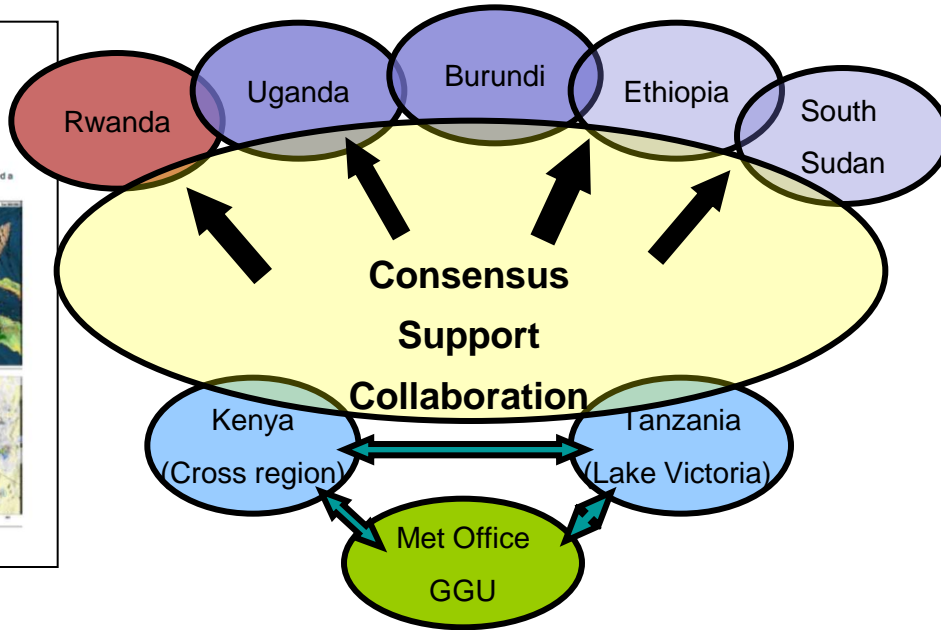 Rwanda
Uganda
Burundi
Ethiopia
South
Sudan
Consensus
Support
Collaboration
Kenya
(Cross region)
Tanzania
(Lake Victoria)
Met Office
GGU